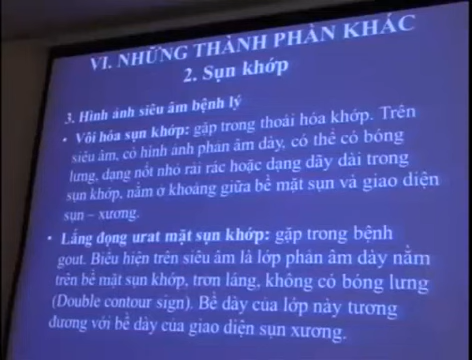 VI. NHỮNG THÀNH PHẦN KHÁC
2. Sụn khớp
3. Hình ảnh siêu âm bệnh lý
• Vôi hóa sụn khớp: gặp trong thoái hóa khớp. Trên
siêu âm, có hình ảnh phản âm dày, có thể có bóng
lưng, dạng nốt nhỏ rải rác hoặc dạng dãy dài trong
sụn khớp, nằm ở khoảng giữa bề mặt sụn và giao diện
sụn – xương.
• Lắng đọng urat mặt sụn khớp: gặp trong bệnh
gout. Biểu hiện trên siêu âm là lớp phản âm dày nằm
trên bề mặt sụn khớp, trơn láng, không có bóng lưng
(Double contour sign). Bề dày của lớp này tương
đương với bề dày của giao diện sụn xương.